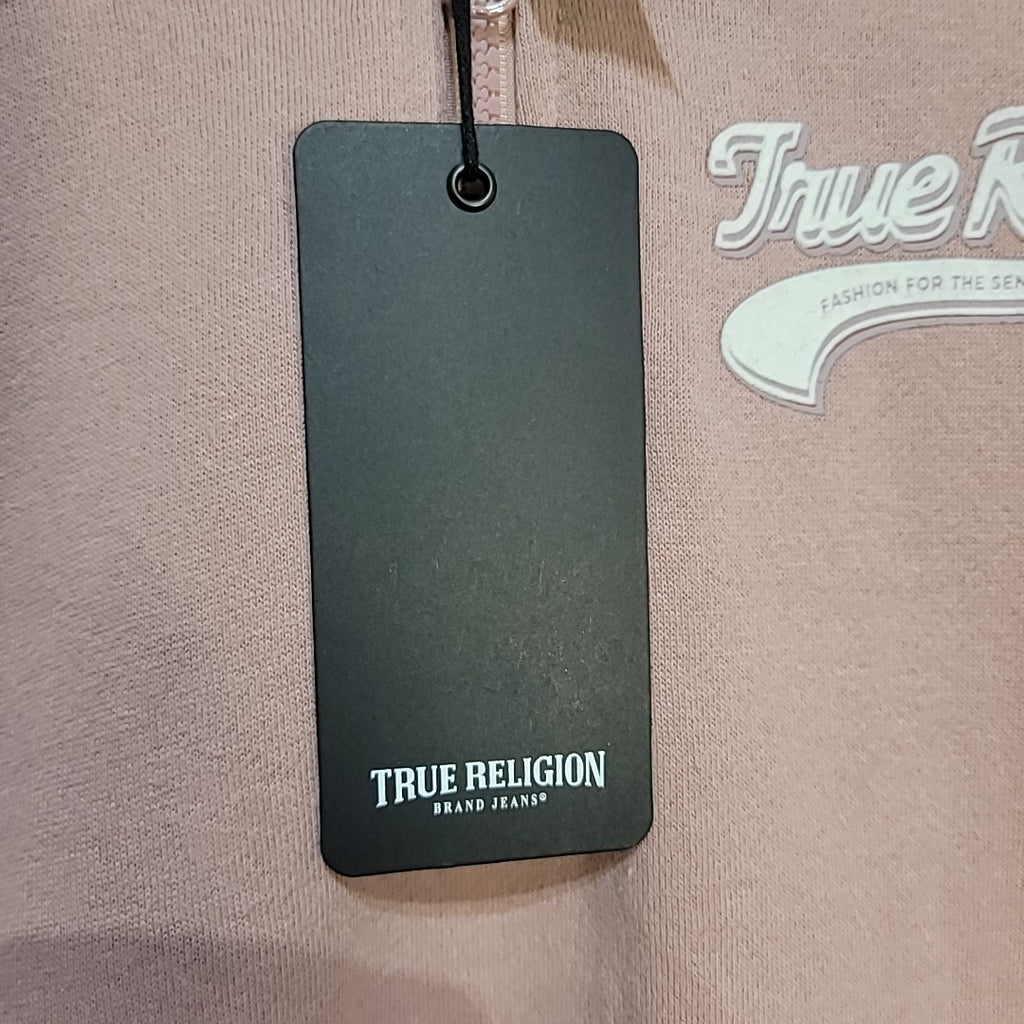 True
FASHION FOR THE
TRUE RELIGION
BRAND JEANS®